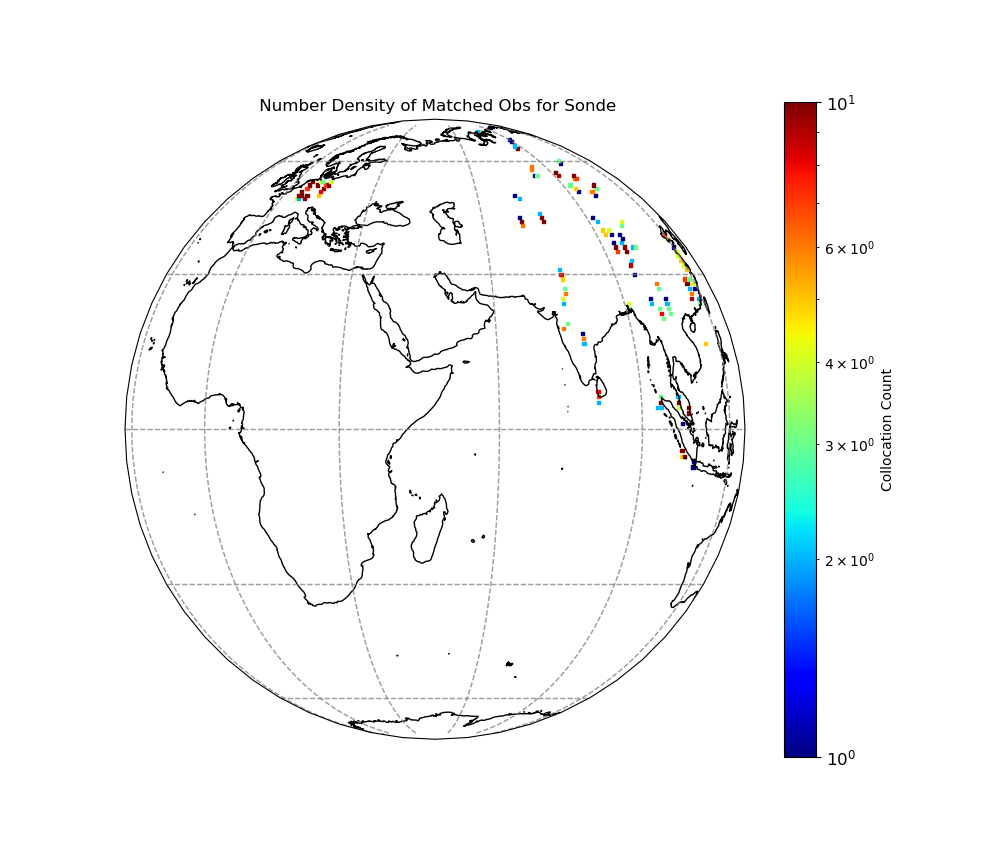 Number Density of Matched Obs for Sonde
10¹
6 × 10⁰
4 × 10⁰
3 × 10⁰
2 × 10⁰
10⁰
Collocation Count